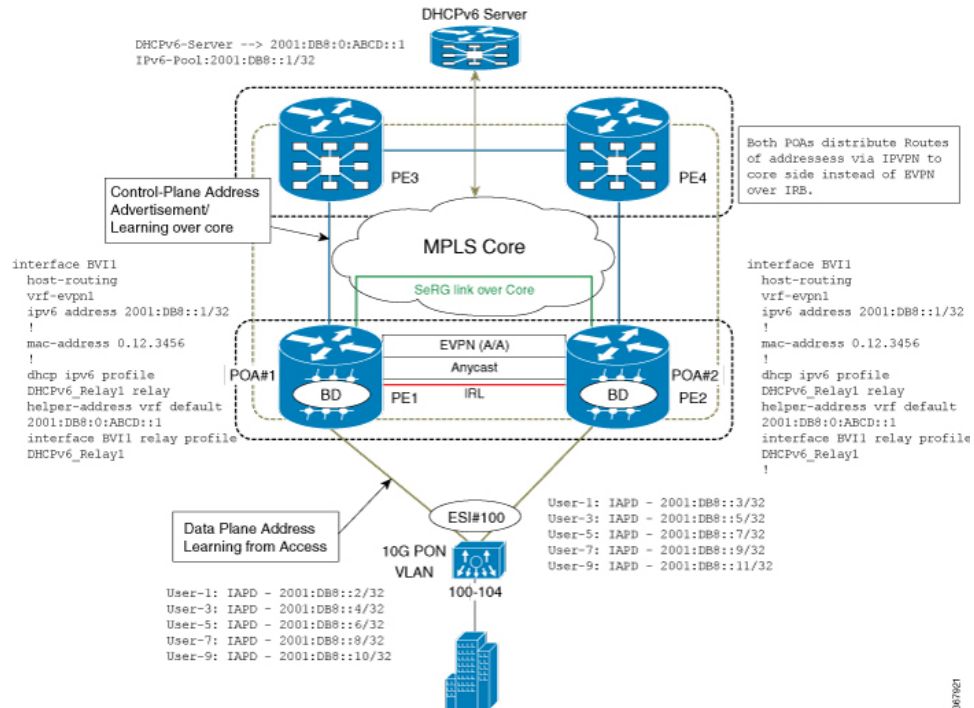 DHCPv6 Server
DHCPv6-Server --> 2001:DB8:0:ABCD::1
IPv6-Pool:2001:DB8::1/32
PE3
PE4
Both POAs distribute Routes
of addressess via IPVPN to
core side instead of EVPN
over IRB.
Control-Plane Address
Advertisement/
Learning over core
MPLS Core
SeRG link over Core
interface BVI1
host-routing
vrf-evpn1
ipv6 address 2001:DB8::1/32
!
mac-address 0.12.3456
!
dhcp ipv6 profile
DHCPv6_Relay1 relay
helper-address vrf default
2001:DB8:0:ABCD::1
interface BVI1 relay profile
DHCPv6_Relay1
POA#1
BD
PE1
EVPN (A/A)
Anycast
IRL
POA#2
BD
PE2
interface BVI1
host-routing
vrf-evpn1
ipv6 address 2001:DB8::1/32
!
mac-address 0.12.3456
!
dhcp ipv6 profile
DHCPv6_Relay1 relay
helper-address vrf default
2001:DB8:0:ABCD::1
interface BVI1 relay profile
DHCPv6_Relay1
!
Data Plane Address
Learning from Access
ESI#100
10G PON
VLAN
100-104
User-1: IAPD - 2001:DB8::3/32
User-3: IAPD - 2001:DB8::5/32
User-5: IAPD - 2001:DB8::7/32
User-7: IAPD - 2001:DB8::9/32
User-9: IAPD - 2001:DB8::11/32
User-1: IAPD - 2001:DB8::2/32
User-3: IAPD - 2001:DB8::4/32
User-5: IAPD - 2001:DB8::6/32
User-7: IAPD - 2001:DB8::8/32
User-9: IAPD - 2001:DB8::10/32
367921